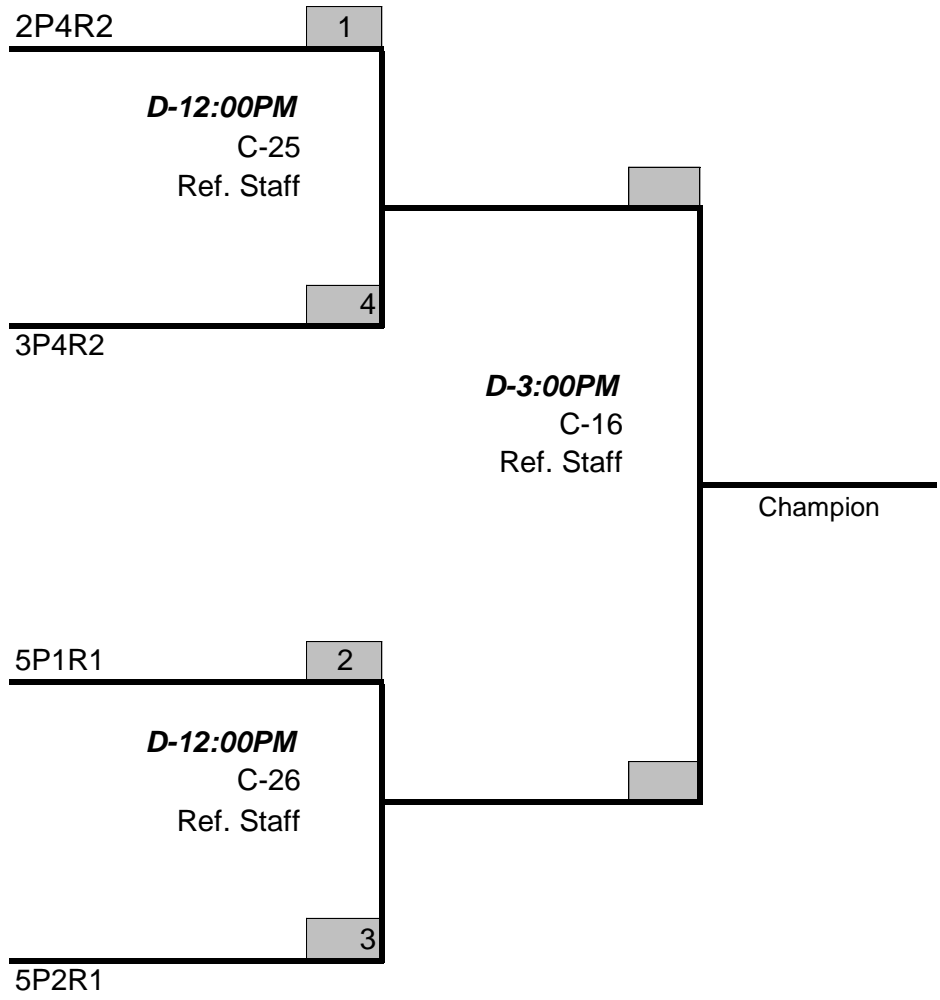 2P4R2
1
D-12:00PM
C-25
Ref. Staff
4
3P4R2
D-3:00PM
C-16
Ref. Staff
Champion
5P1R1
2
D-12:00PM
C-26
Ref. Staff
3
5P2R1